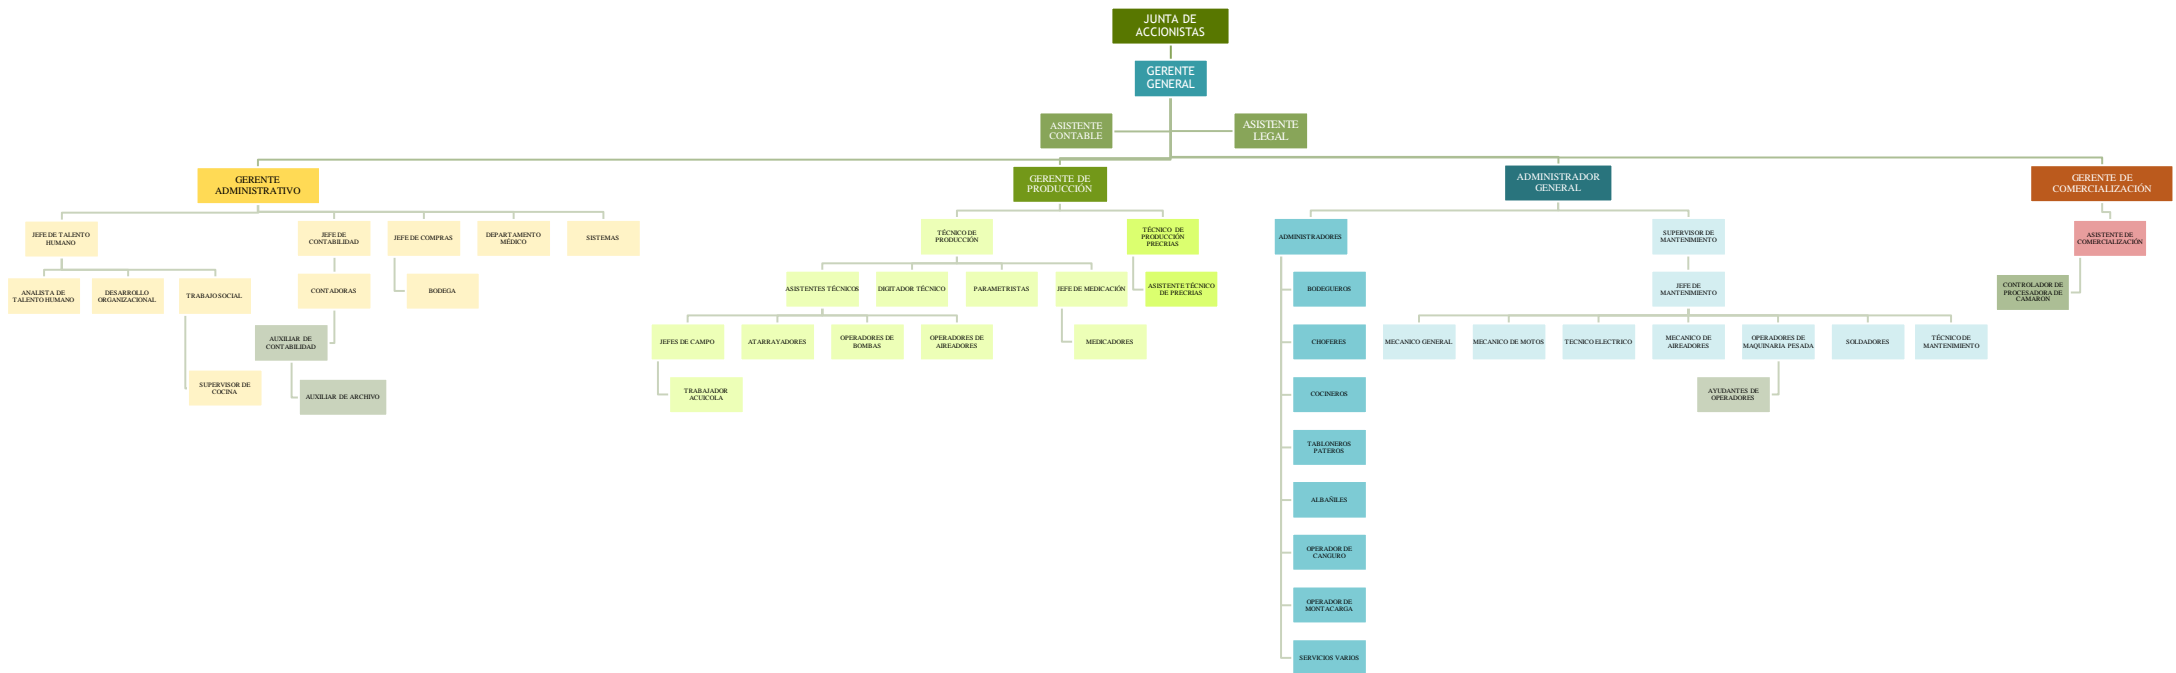 JUNTA DE
ACCIONISTAS
GERENTE
GENERAL
ASISTENTE
CONTABLE
ASISTENTE
LEGAL
GERENTE
ADMINISTRATIVO
GERENTE DE
PRODUCCIÓN
ADMINISTRADOR
GENERAL
GERENTE DE
COMERCIALIZACIÓN
JEFE DE TALENTO
HUMANO
JEFE DE
CONTABILIDAD
JEFE DE COMPRAS
DEPARTAMENTO
MÉDICO
SISTEMAS
TÉCNICO DE
PRODUCCIÓN
TÉCNICO DE
PRODUCCIÓN
PRECRIAS
ADMINISTRADORES
SUPERVISOR DE
MANTENIMIENTO
ASISTENTE DE
COMERCIALIZACIÓN
ANALISTA DE
TALENTO HUMANO
DESARROLLO
ORGANIZACIONAL
TRABAJO SOCIAL
CONTADORAS
BODEGA
ASISTENTES TÉCNICOS
DIGITADOR TÉCNICO
PARAMETRISTAS
JEFE DE MEDICACIÓN
ASISTENTE TÉCNICO
DE PRECRIAS
BODEGUEROS
JEFE DE
MANTENIMIENTO
CONTROLADOR DE
PROCESADORA DE
CAMARON
AUXILIAR DE
CONTABILIDAD
JEFES DE CAMPO
ATARRAYADORES
OPERADORES DE
BOMBAS
OPERADORES DE
AIREADORES
MEDICADORES
CHOFERES
MECANICO GENERAL
MECANICO DE MOTOS
TECNICO ELECTRICO
MECANICO DE
AIREADORES
OPERADORES DE
MAQUINARIA PESADA
SOLDADORES
TÉCNICO DE
MANTENIMIENTO
SUPERVISOR DE
COCINA
AUXILIAR DE ARCHIVO
TRABAJADOR
ACUICOLA
COCINEROS
AYUDANTES DE
OPERADORES
TABLONEROS
PATEROS
ALBAÑILES
OPERADOR DE
CANGURO
OPERADOR DE
MONTACARGA
SERVICIOS VARIOS